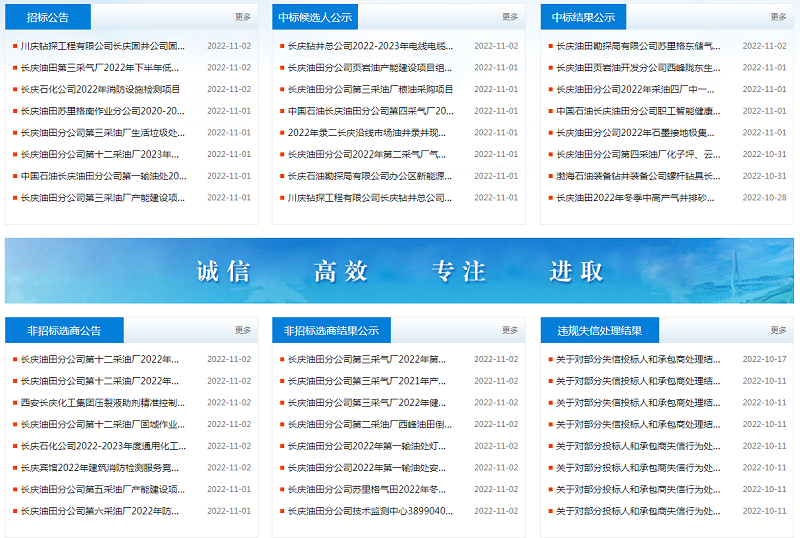 招标公告 更多
川庆钻探工程有限公司长庆固井公司固... 2022-11-02
长庆油田第三采气厂2022年下半年低... 2022-11-02
长庆石化公司2022年消防设施检测项目 2022-11-02
长庆油田苏里格南作业分公司2020-20... 2022-11-01
长庆油田分公司第三采油厂生活垃圾处... 2022-11-01
长庆油田分公司第十二采油厂2023年... 2022-11-01
中国石油长庆油田分公司第一输油处20... 2022-11-01
长庆油田分公司第三采油厂产能建设项... 2022-11-01
中标候选人公示 更多
长庆钻井总公司2022-2023年电线电缆... 2022-11-02
长庆油田分公司页岩油产能建设项目组... 2022-11-01
长庆油田分公司第三采油厂粮油采购项目 2022-11-01
中国石油长庆油田分公司第四采气厂20... 2022-11-01
2022年录二长庆沿线市场油井录井现... 2022-11-01
长庆油田分公司2022年第二采气厂气... 2022-11-01
长庆石油勘探局有限公司办公区新能源... 2022-11-01
川庆钻探工程有限公司长庆钻井总公司... 2022-11-01
中标结果公示 更多
长庆油田勘探局有限公司苏里格东储气... 2022-11-02
长庆油田页岩油开发分公司西峰陇东生... 2022-11-01
长庆油田分公司2022年采油四厂中一... 2022-11-01
中国石油长庆油田分公司职工智能健康... 2022-11-01
长庆油田分公司2022年石墨接地极集... 2022-11-01
长庆油田分公司第四采油厂化子坪、云... 2022-10-31
渤海石油装备钻井装备公司螺杆钻具长... 2022-10-31
长庆油田2022年冬季中高产气井排砂... 2022-10-28
诚信 高效 专注 进取
非招标选商公告 更多
长庆油田分公司第十二采油厂2022年... 2022-11-02
长庆油田分公司第十二采油厂2022年... 2022-11-02
西安长庆化工集团压裂液助剂精准控制... 2022-11-02
长庆油田分公司第十二采油厂固城作业... 2022-11-02
长庆石化公司2022-2023年度通用化工... 2022-11-02
长庆宾馆2022年建筑消防检测服务竞... 2022-11-02
长庆油田分公司第五采油厂产能建设项... 2022-11-01
长庆油田分公司第六采油厂2022年防... 2022-11-01
非招标选商结果公示 更多
长庆油田分公司第三采气厂2022年第... 2022-11-02
长庆油田分公司第三采气厂2021年产... 2022-11-02
长庆油田分公司第三采气厂2022年健... 2022-11-02
长庆油田分公司第二采油厂西峰油田倒... 2022-11-02
长庆油田分公司2022年第一输油处灯... 2022-11-02
长庆油田分公司2022年第一输油处安... 2022-11-02
长庆油田分公司苏里格气田2022年冬... 2022-11-02
长庆油田分公司技术监测中心3899040... 2022-11-02
违规失信处理结果 更多
关于对部分失信投标人和承包商处理结... 2022-10-17
关于对部分失信投标人和承包商处理结... 2022-10-11
关于对部分失信投标人和承包商处理结... 2022-10-11
关于对部分失信投标人和承包商处理结... 2022-10-11
关于对部分投标人和承包商失信行为处... 2022-10-11
关于对部分投标人和承包商失信行为处... 2022-10-11
关于对部分投标人和承包商失信行为处... 2022-10-11
关于对部分投标人和承包商失信行为处... 2022-10-11